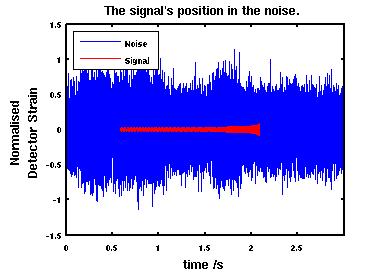 The signal's position in the noise.
1.5
Noise
Signal
1
0.5
0
-0.5
-1
-1.5
Normalised
Detector Strain
0 0.5 1 1.5 2 2.5
time /s